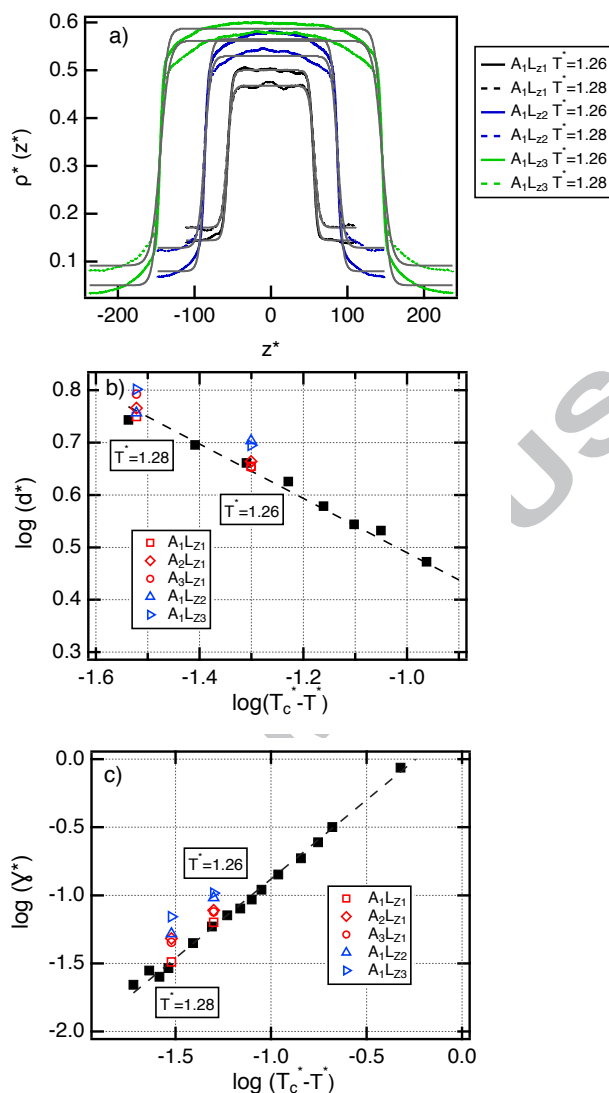 a)
0.6
0.5
0.4
0.3
0.2
0.1
ρ* (z*)
-200 -100 0 100 200
z*
A1LZ1 T*=1.26
A1LZ1 T*=1.28
A1LZ2 T*=1.26
A1LZ2 T*=1.28
A1LZ3 T*=1.26
A1LZ3 T*=1.28
b)
0.8
0.7
0.6
0.5
0.4
0.3
log (d*)
T*=1.28
T*=1.26
A1LZ1
A2LZ1
A3LZ1
A1LZ2
A1LZ3
-1.6 -1.4 -1.2 -1.0
log(Tc*-T*)
US
c)
0.0
-0.5
-1.0
-1.5
-2.0
log (γ*)
T*=1.26
T*=1.28
A1LZ1
A2LZ1
A3LZ1
A1LZ2
A1LZ3
-1.5 -1.0 -0.5 0.0
log (Tc*-T*)